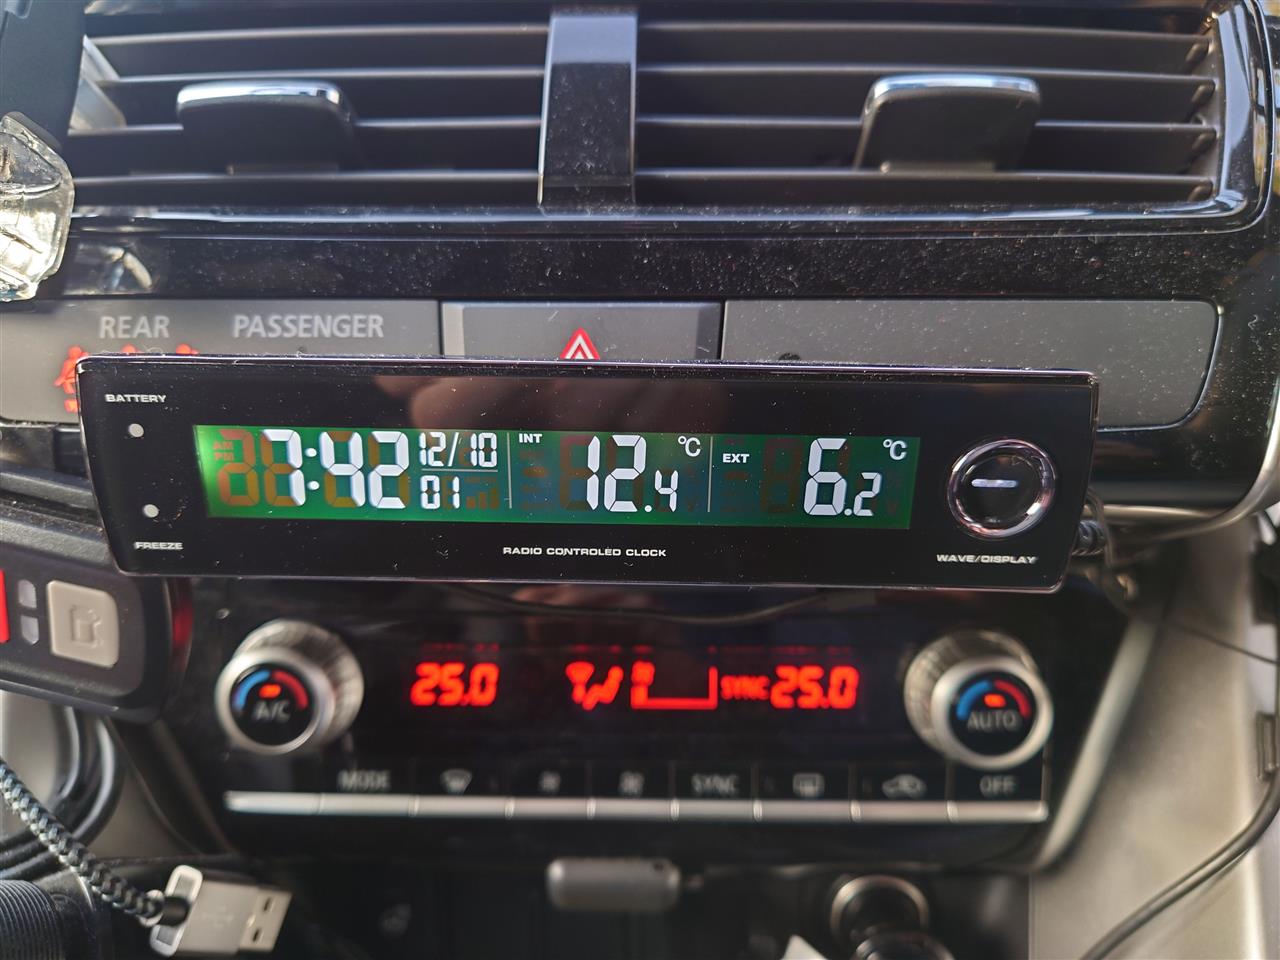 REAR PASSENGER
BATTERY
7:42 12/10 INT 12.4 °C EXT 6.2 °C
01
FREEZE
RADIO CONTROLED CLOCK
WAVE/DISPLAY
25.0 SYNC 25.0
A/C
AUTO
MODE SYNC OFF